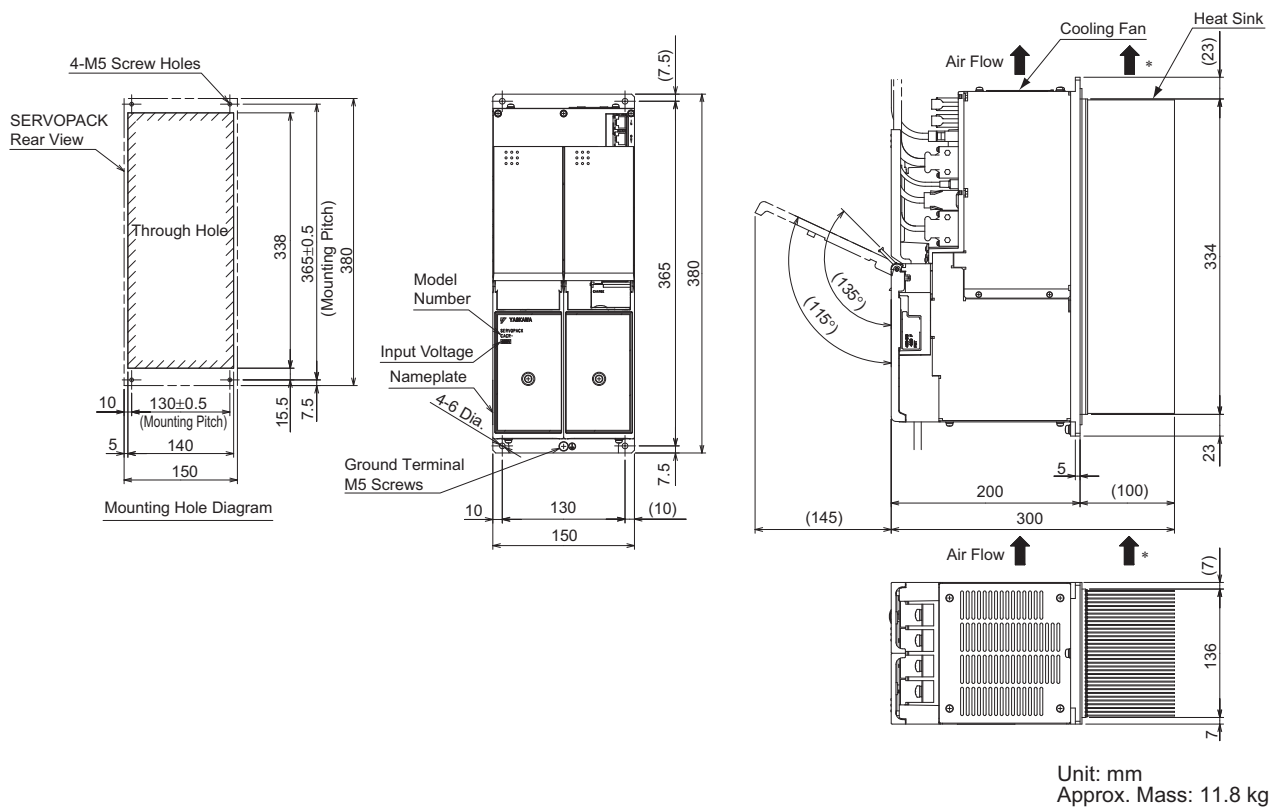 4-M5 Screw Holes
SERVOPACK
Rear View
Through Hole
338
365±0.5
(Mounting Pitch)
380
10
130±0.5
(Mounting Pitch)
15.5
7.5
5
140
150
Mounting Hole Diagram
(7.5)
Model
Number
Input Voltage
Nameplate
4-6 Dia.
Ground Terminal
M5 Screws
CHARGE
YASKAWA
SERVOPACK
365
380
7.5
10
130
(10)
150
Cooling Fan
Heat Sink
Air Flow
*
(23)
(135°)
(115°)
334
23
5
200
(100)
(145)
300
Air Flow
*
(7)
136
7
Unit: mm
Approx. Mass: 11.8 kg